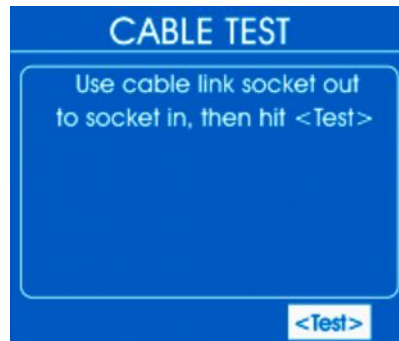 CABLE TEST
Use cable link socket out
to socket in, then hit <Test>
<Test>